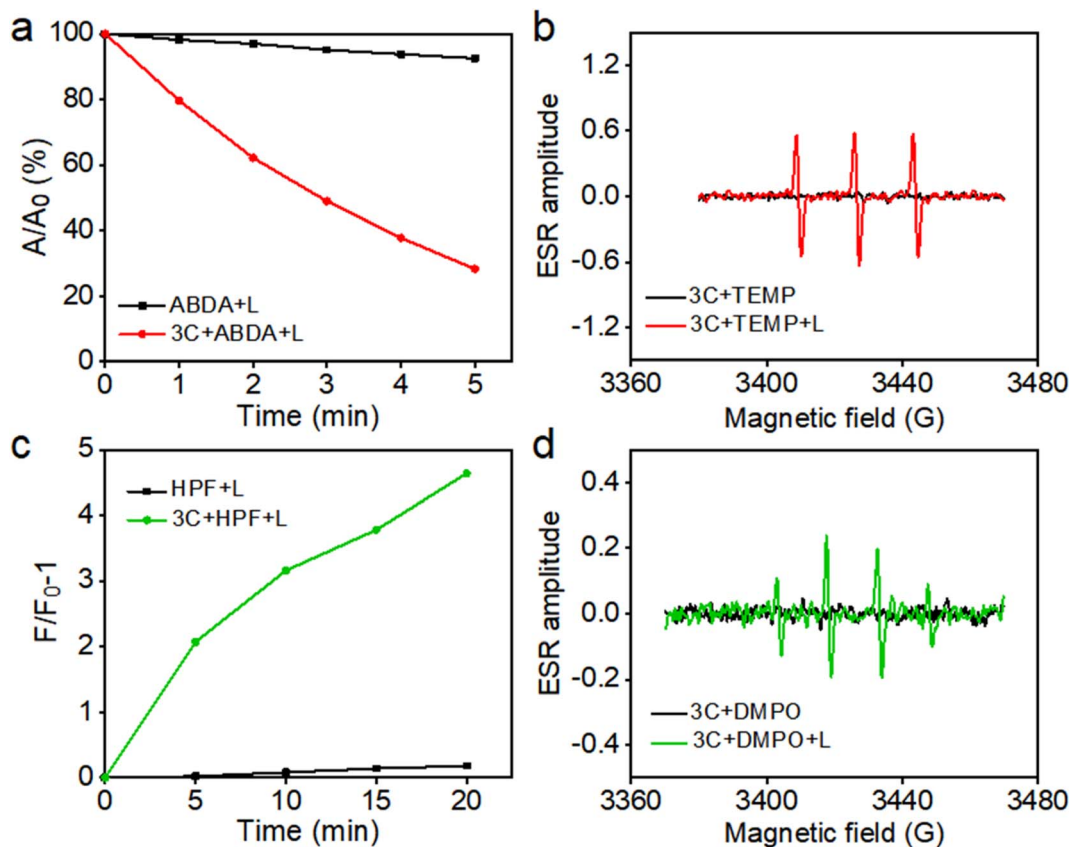 a
100
80
60
40
20
0
A/A₀ (%)
ABDA+L
3C+ABDA+L
0 1 2 3 4 5
Time (min)
b
1.2
0.6
0.0
-0.6
-1.2
ESR amplitude
3C+TEMP
3C+TEMP+L
3360 3400 3440 3480
Magnetic field (G)
c
5
4
3
2
1
0
F/F₀-1
HPF+L
3C+HPF+L
0 5 10 15 20
Time (min)
d
0.4
0.2
0.0
-0.2
-0.4
ESR amplitude
3C+DMPO
3C+DMPO+L
3360 3400 3440 3480
Magnetic field (G)